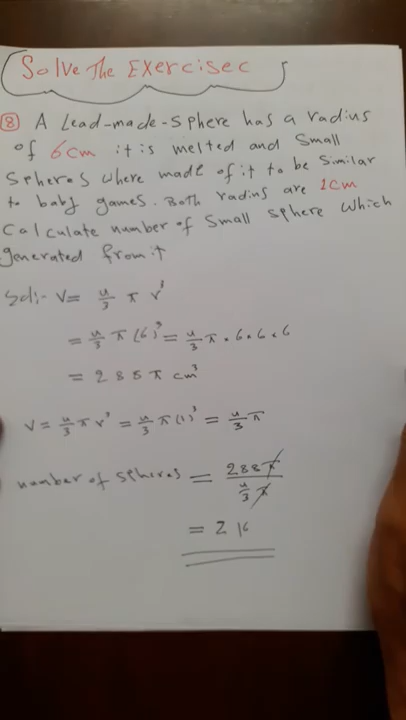 Solve The Exercisec
8 A Lead-made-sphere has a radius
of 6cm it is melted and small
spheres where made of it to be similar
to baby games. Both radius are 1cm
Calculate number of small sphere which
generated from it
Sol:- V = 4/3 π r³
= 4/3 π (6)³ = 4/3 π . 6 . 6 . 6
= 288 π cm³
V = 4/3 π r³ = 4/3 π (1)³ = 4/3 π
number of spheres = 288π / 4/3 π
= 216